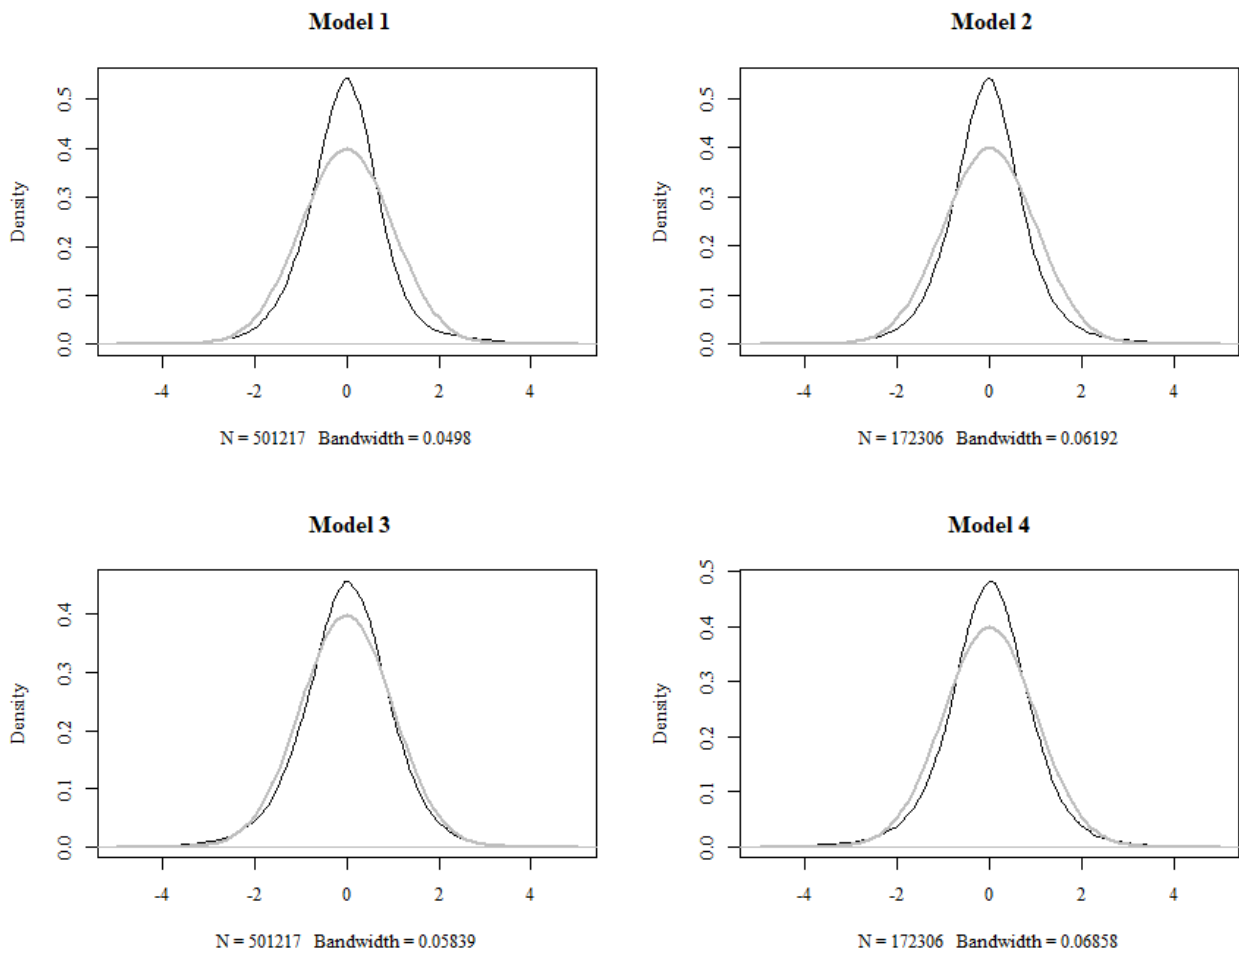 Model 1
Density
0.5
0.4
0.3
0.2
0.1
0.0
-4 -2 0 2 4
N = 501217 Bandwidth = 0.0498
Model 2
Density
0.5
0.4
0.3
0.2
0.1
0.0
-4 -2 0 2 4
N = 172306 Bandwidth = 0.06192
Model 3
Density
0.4
0.3
0.2
0.1
0.0
-4 -2 0 2 4
N = 501217 Bandwidth = 0.05839
Model 4
Density
0.5
0.4
0.3
0.2
0.1
0.0
-4 -2 0 2 4
N = 172306 Bandwidth = 0.06858